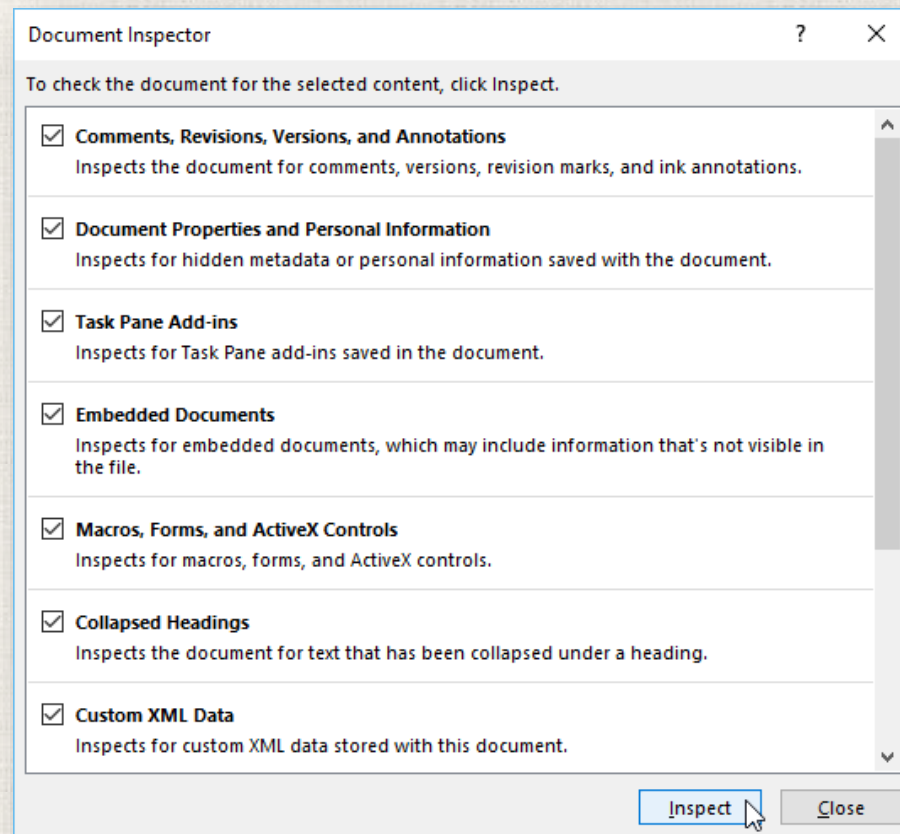 Document Inspector
?
To check the document for the selected content, click Inspect.
Comments, Revisions, Versions, and Annotations
Inspects the document for comments, versions, revision marks, and ink annotations.
Document Properties and Personal Information
Inspects for hidden metadata or personal information saved with the document.
Task Pane Add-ins
Inspects for Task Pane add-ins saved in the document.
Embedded Documents
Inspects for embedded documents, which may include information that's not visible in
the file.
Macros, Forms, and ActiveX Controls
Inspects for macros, forms, and ActiveX controls.
Collapsed Headings
Inspects the document for text that has been collapsed under a heading.
Custom XML Data
Inspects for custom XML data stored with this document.
Inspect Close